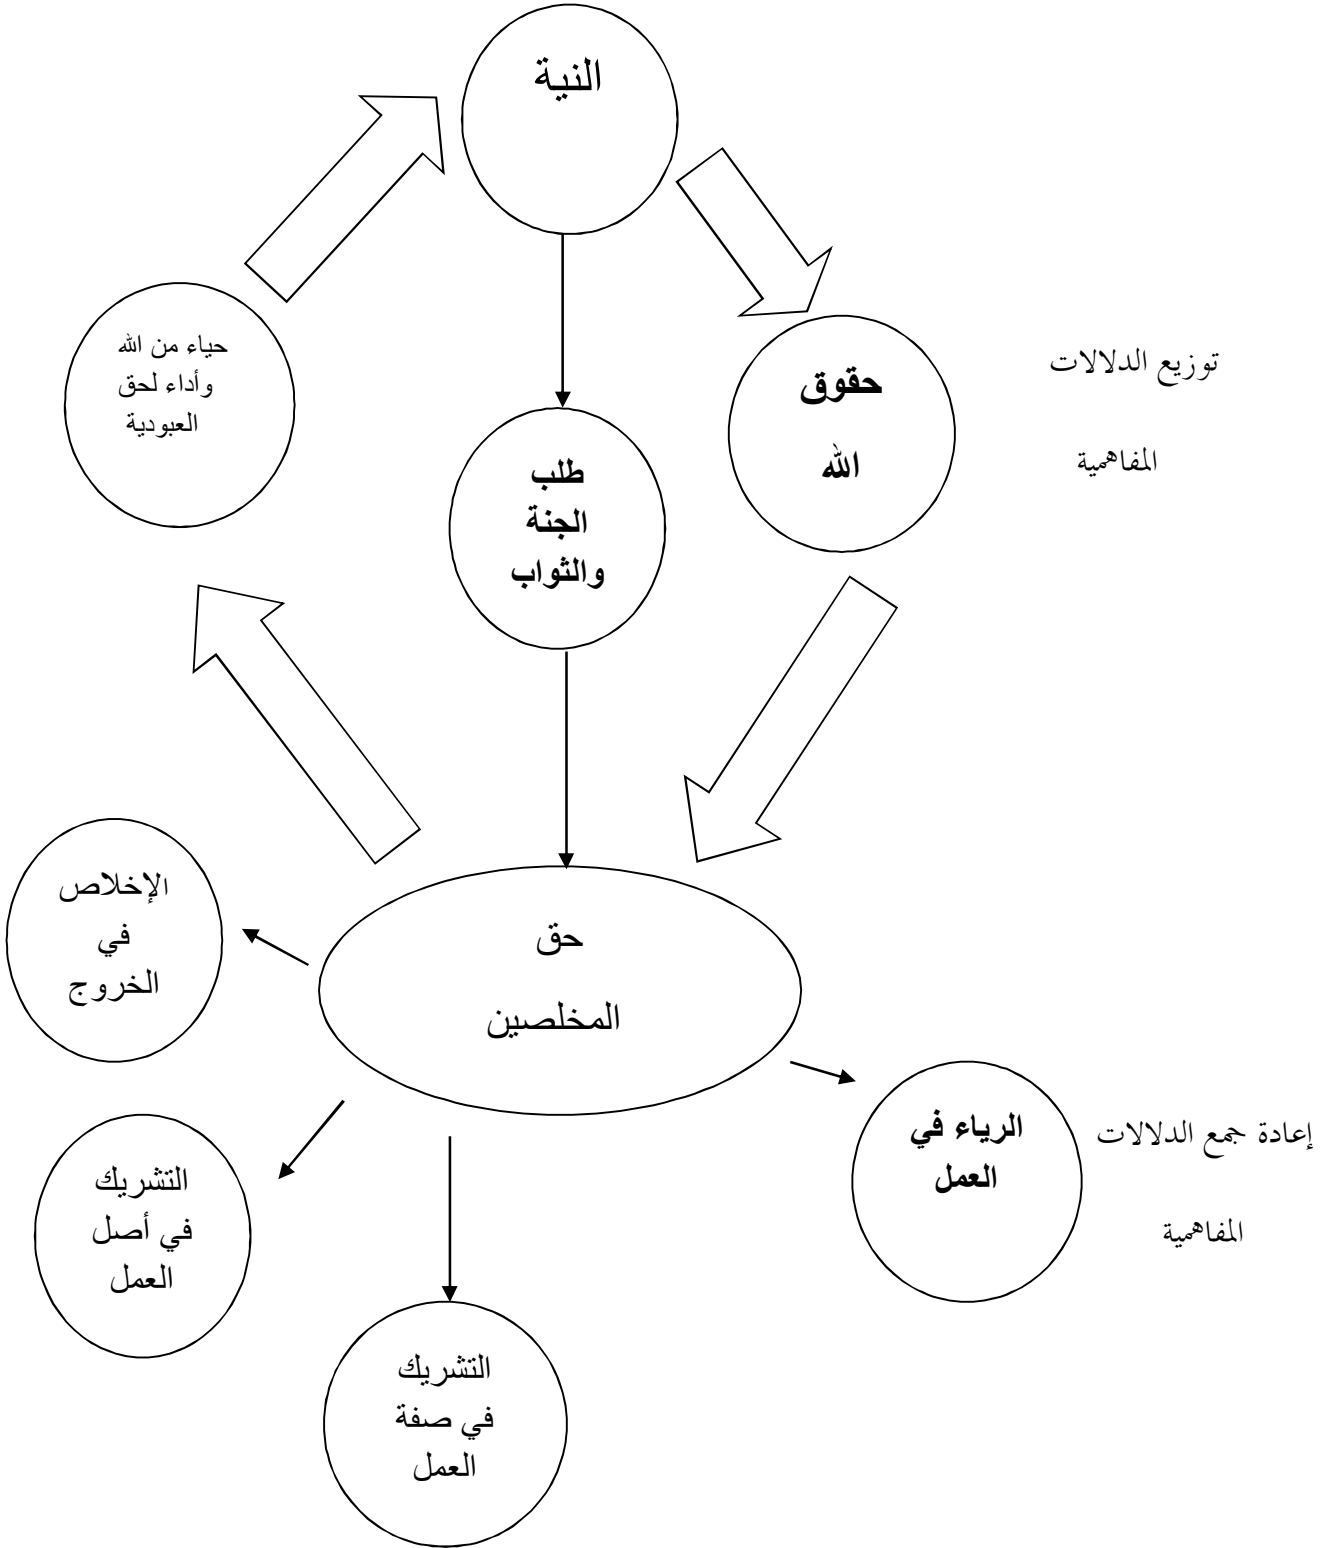 النية
حقوق
الله
توزيع الدلالات
المفاهمية
حياء من الله
وأداء لحق
العبودية
طلب
الجنة
والثواب
حق
المخلصين
الإخلاص
في
الخروج
الرياء في
العمل
إعادة جمع الدلالات
المفاهمية
التشريك
في أصل
العمل
التشريك
في صفة
العمل